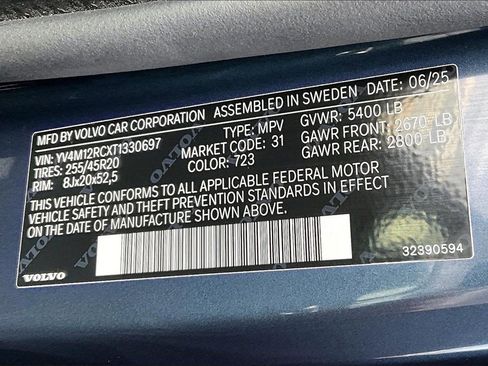 MFD BY VOLVO CAR CORPORATION ASSEMBLED IN SWEDEN DATE: 06/25
VIN: YV4M12RCXT1330697 TYPE: MPV GVWR: 5400 LB
TIRES: 255/45R20 MARKET CODE: 31 GAWR FRONT: 2670 LB
RIM: 8Jx20x52,5 COLOR: 723 GAWR REAR: 2800 LB
THIS VEHICLE CONFORMS TO ALL APPLICABLE FEDERAL MOTOR
VEHICLE SAFETY AND THEFT PREVENTION STANDARDS IN EFFECT
ON THE DATE OF MANUFACTURE SHOWN ABOVE.
VOLVO 32390594